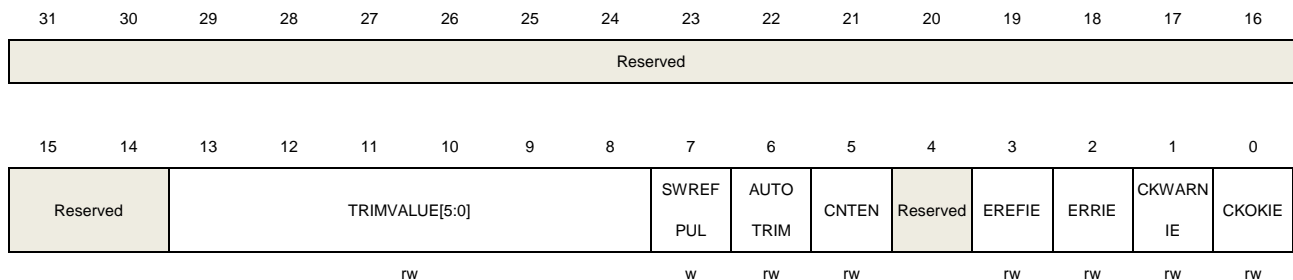 31 30 29 28 27 26 25 24 23 22 21 20 19 18 17 16
Reserved
15 14 13 12 11 10 9 8 7 6 5 4 3 2 1 0
Reserved TRIMVALUE[5:0] SWREF PUL AUTO TRIM CNTEN Reserved EREFIE ERRIE CKWARN IE CKOKIE
rw w rw rw rw rw rw rw